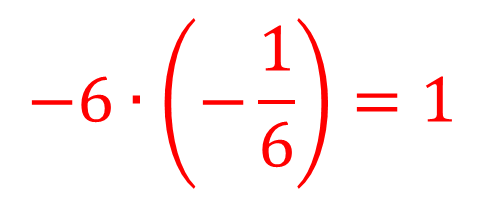 −6 · (−1/6) = 1